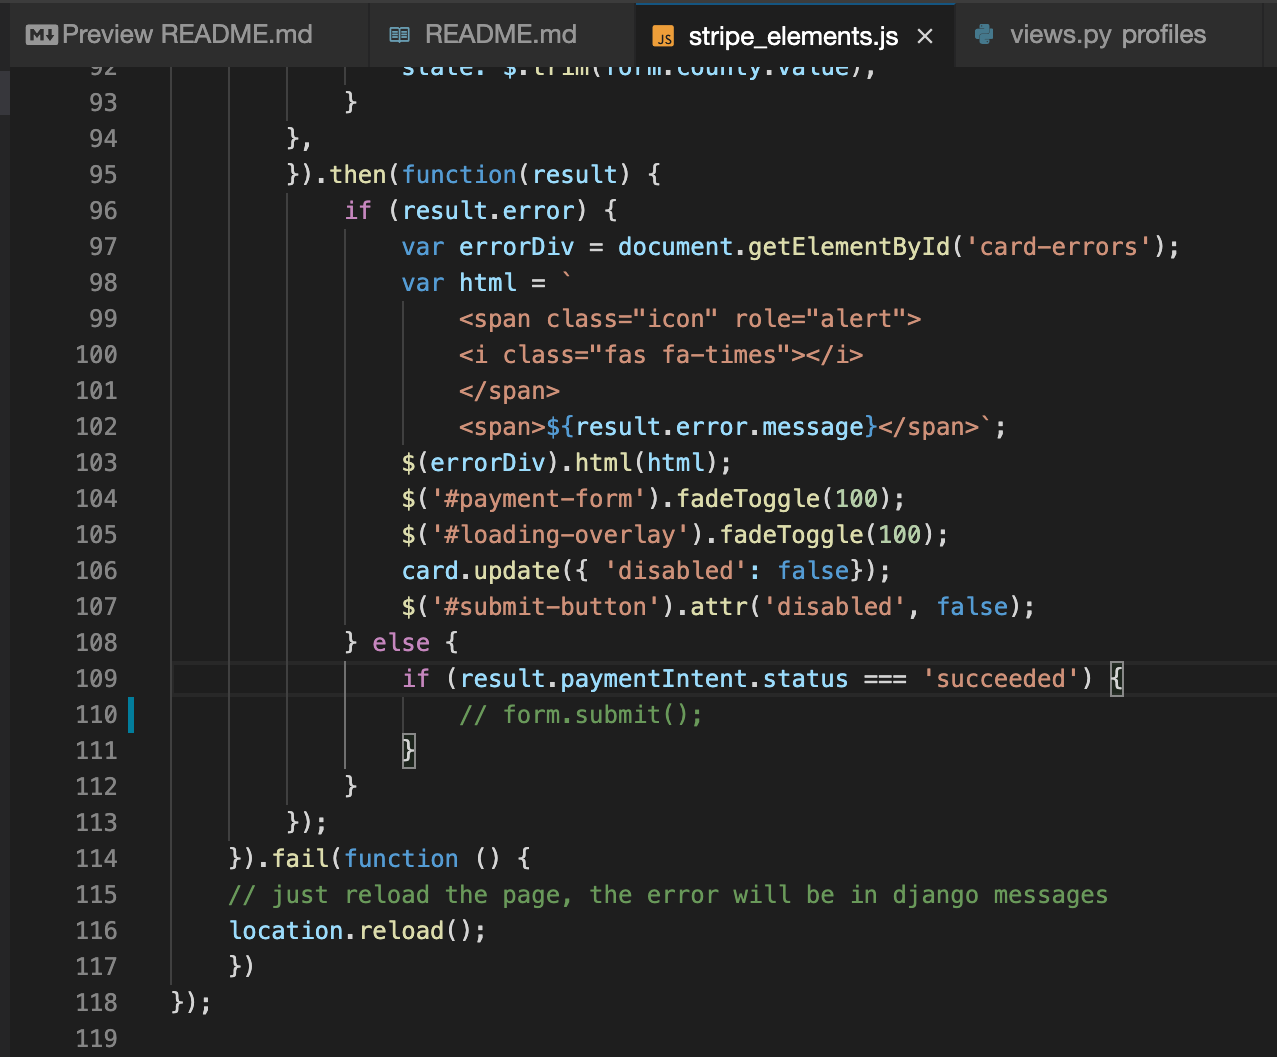 Preview README.md README.md JS stripe_elements.js × views.py profiles
92 state: $.trim(form.county.value),
93 }
94 },
95 }).then(function(result) {
96 if (result.error) {
97 var errorDiv = document.getElementById('card-errors');
98 var html = `
99 <span class="icon" role="alert">
100 <i class="fas fa-times"></i>
101 </span>
102 <span>${result.error.message}</span>`;
103 $(errorDiv).html(html);
104 $('#payment-form').fadeToggle(100);
105 $('#loading-overlay').fadeToggle(100);
106 card.update({ 'disabled': false});
107 $('#submit-button').attr('disabled', false);
108 } else {
109 if (result.paymentIntent.status === 'succeeded') {
110 // form.submit();
111 }
112 }
113 });
114 }).fail(function () {
115 // just reload the page, the error will be in django messages
116 location.reload();
117 })
118 });
119